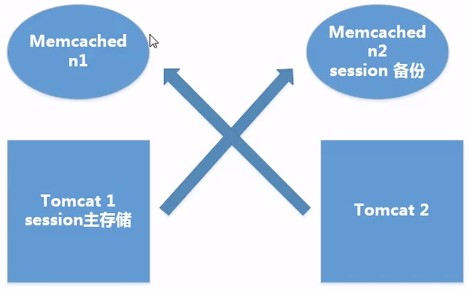 Memcached
n1
Memcached
n2
session 备份
Tomcat 1
session主存储
Tomcat 2